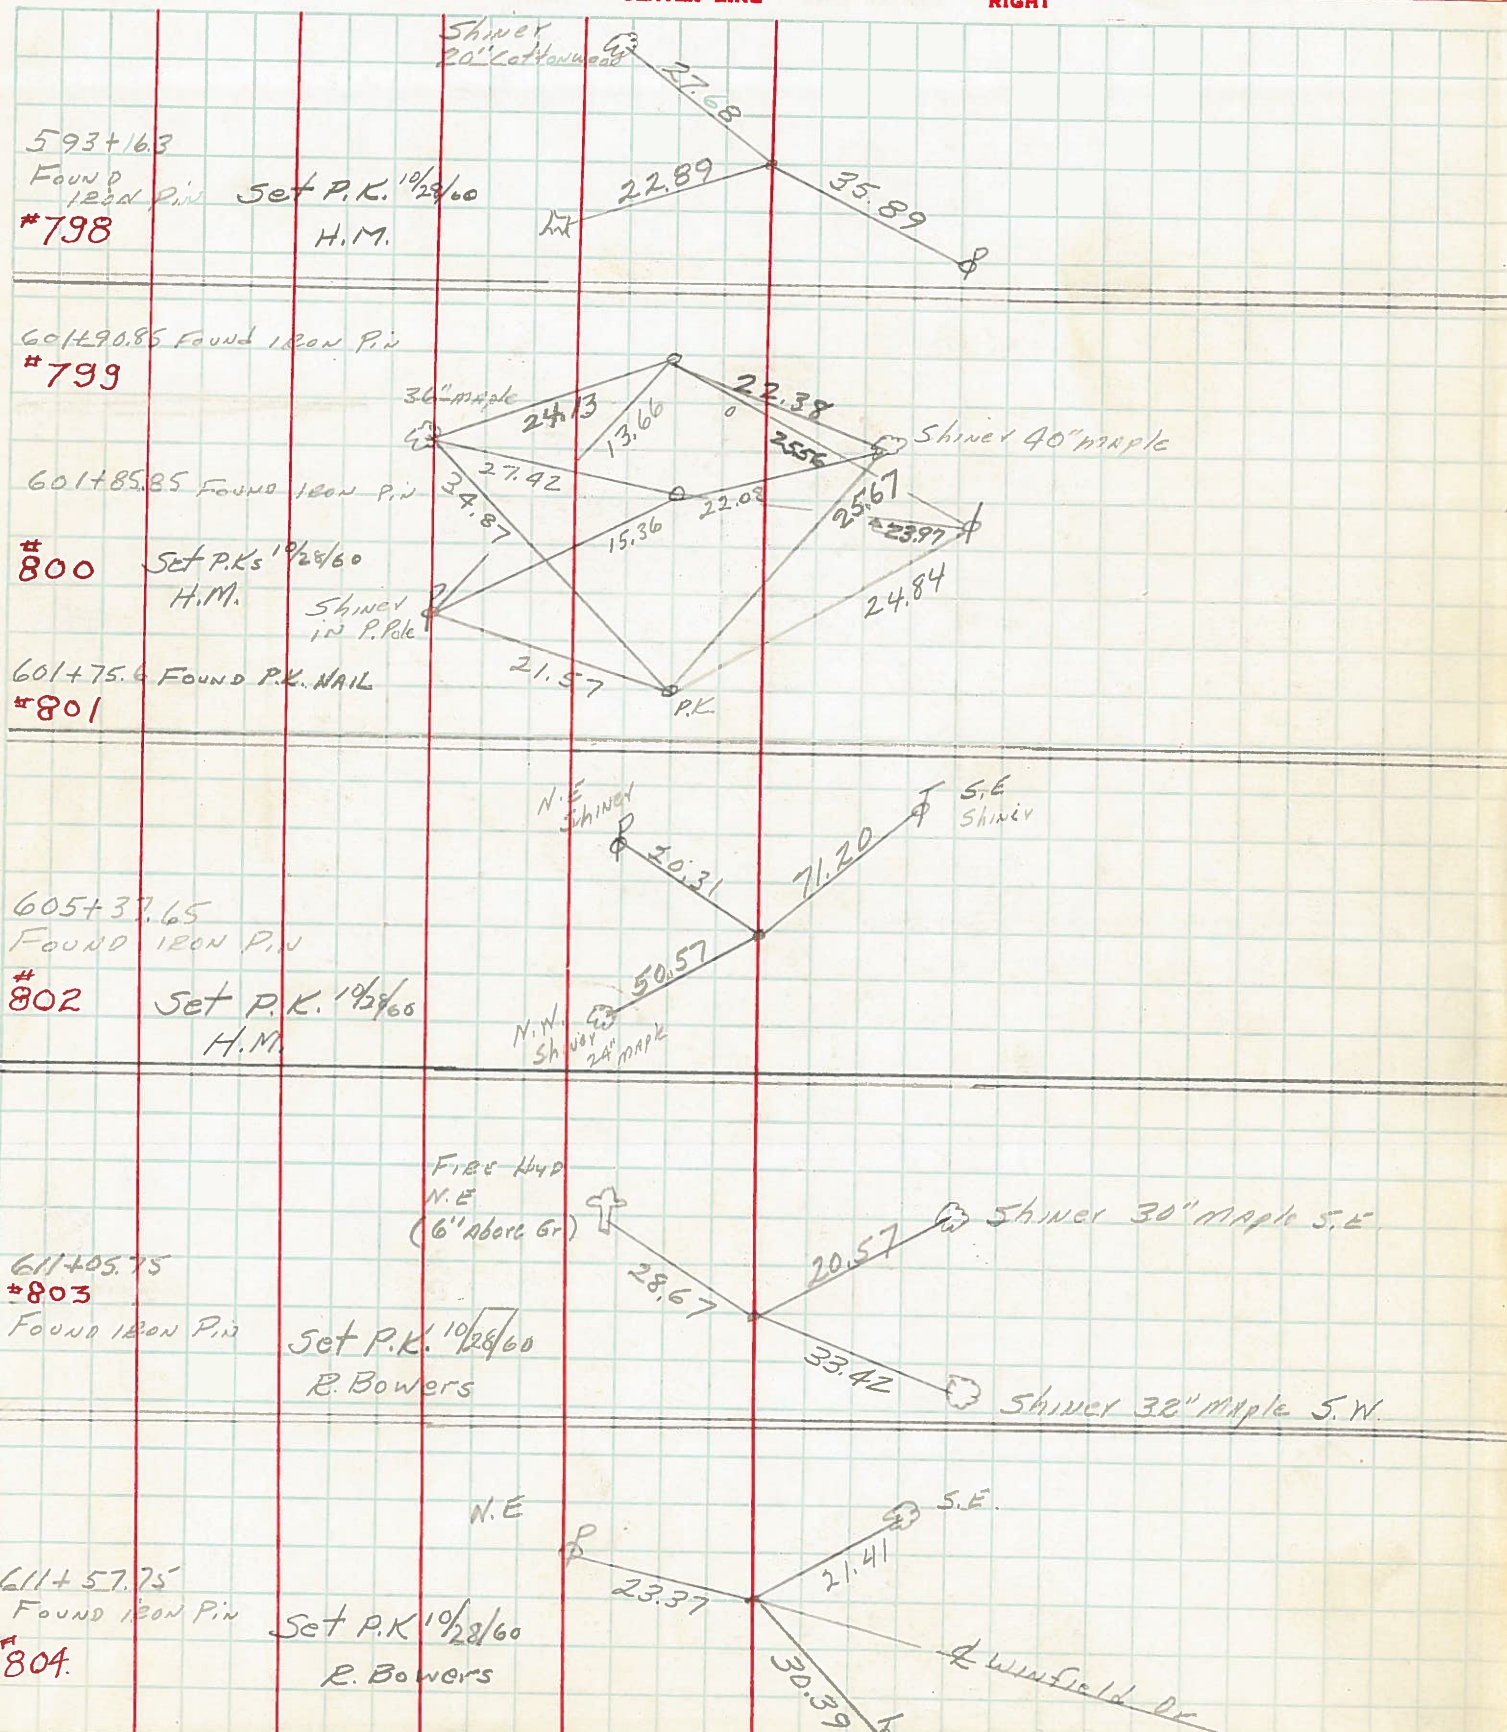 RIGHT
Shiner
20" Cottonwood
27.68
593+16.3
Found
Iron Pin
Set P.K. 10/28/60
#798
H.M.
22.89
35.89
601+90.85 Found Iron Pin
#799
36" maple
24.13
13.66
22.38
25.56
Shiner 40" maple
601+85.85 Found Iron Pin
27.42
34.87
22.08
25.67
23.97
15.36
#800
Set P.Ks 10/28/60
H.M.
Shiner
in P.Pole
24.84
601+75. Found P.K. Nail
#801
21.57
P.K.
N.E
Shiner
S.E
Shiner
20.31
71.20
605+37.65
Found Iron Pin
#802
Set P.K. 10/28/60
H.M.
50.57
N.W.
Shiner
24" maple
Fire Hyd
N.E
(6" Above Gr.)
Shiner 30" maple S.E.
20.57
28.67
611+05.75
#803
Found Iron Pin
Set P.K. 10/28/60
R. Bowers
33.42
Shiner 32" maple S.W.
N.E
S.E.
23.37
21.41
611+57.75
Found Iron Pin
#804.
Set P.K 10/28/60
R. Bowers
30.39
℄ Winfield Dr